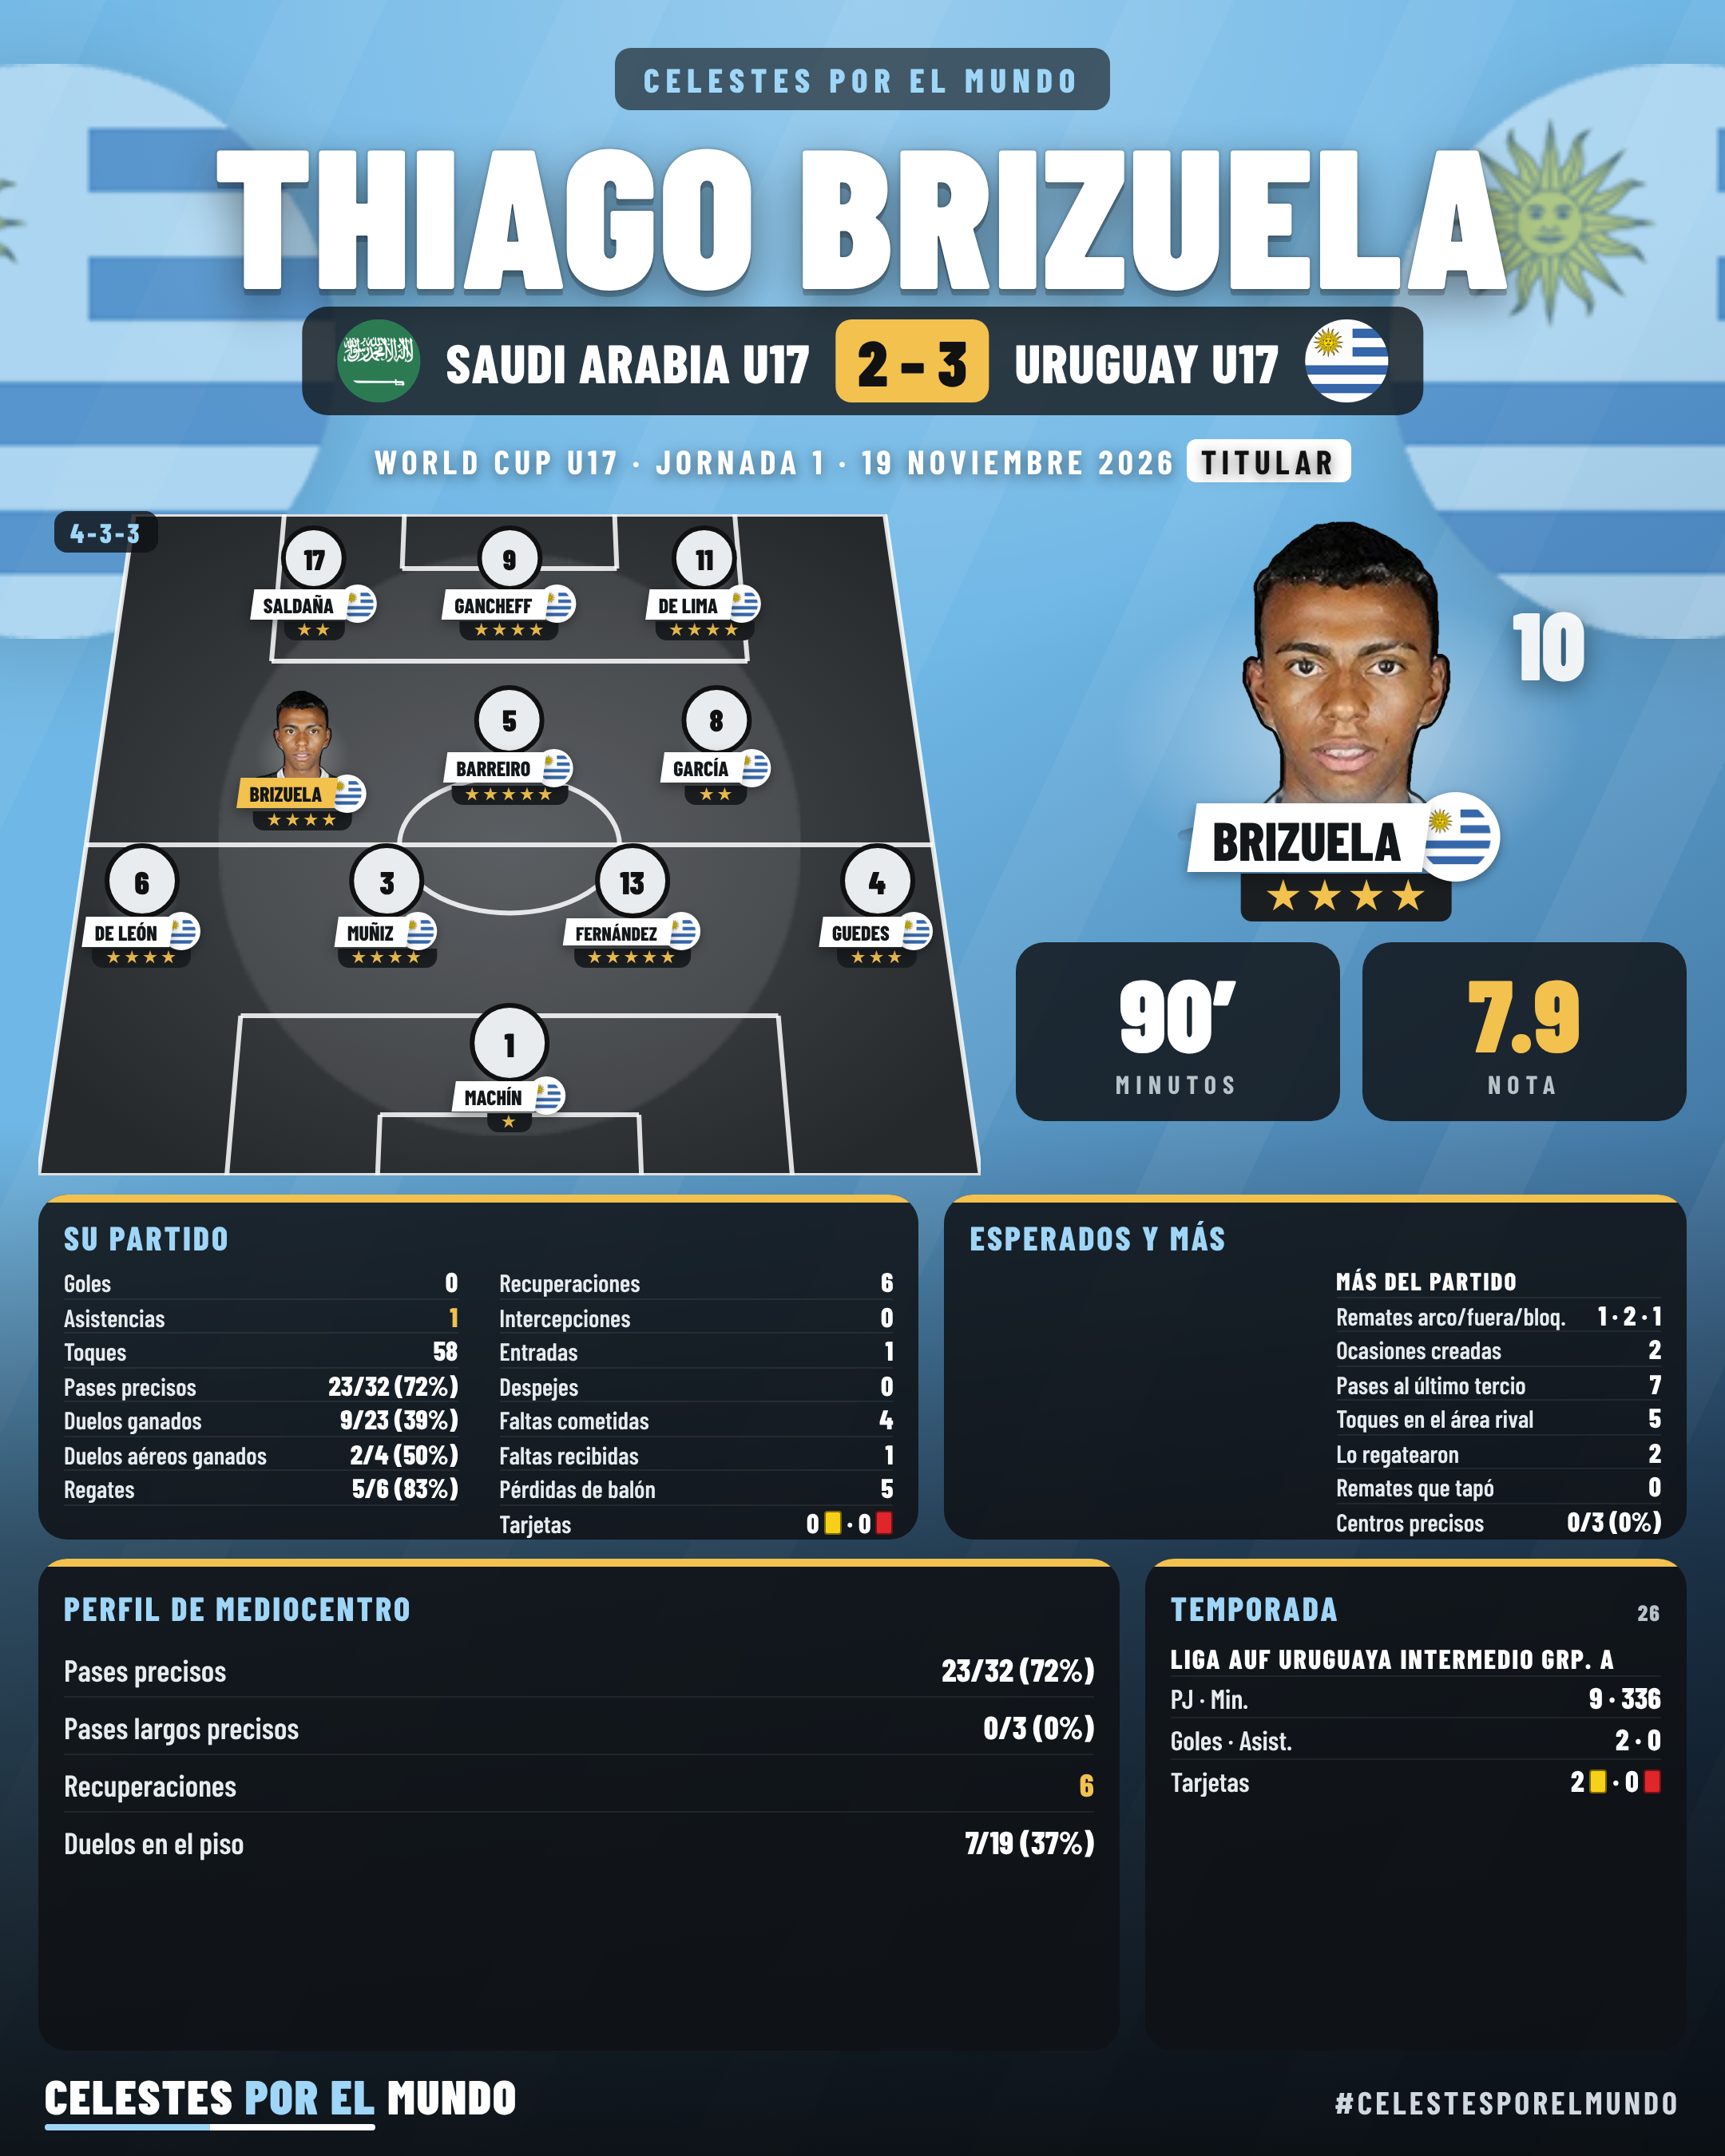 CELESTES POR EL MUNDO
THIAGO BRIZUELA
SAUDI ARABIA U17 2 – 3 URUGUAY U17
WORLD CUP U17 · JORNADA 1 · 19 NOVIEMBRE 2026 TITULAR
4-3-3
17 9 11
SALDAÑA GANCHEFF DE LIMA
★★ ★★★★ ★★★★
10
5 8
BARREIRO GARCÍA
★★★★★ ★★
BRIZUELA
★★★★
6 3 13 4
DE LEÓN MUÑIZ FERNÁNDEZ GUEDES
★★★★ ★★★★ ★★★★★ ★★★
1
MACHÍN
★
BRIZUELA
★★★★
90′ 7.9
MINUTOS NOTA
SU PARTIDO
Goles 0
Asistencias 1
Toques 58
Pases precisos 23/32 (72%)
Duelos ganados 9/23 (39%)
Duelos aéreos ganados 2/4 (50%)
Regates 5/6 (83%)
Recuperaciones 6
Intercepciones 0
Entradas 1
Despejes 0
Faltas cometidas 4
Faltas recibidas 1
Pérdidas de balón 5
Tarjetas 0 · 0
ESPERADOS Y MÁS
MÁS DEL PARTIDO
Remates arco/fuera/bloq. 1 · 2 · 1
Ocasiones creadas 2
Pases al último tercio 7
Toques en el área rival 5
Lo regatearon 2
Remates que tapó 0
Centros precisos 0/3 (0%)
PERFIL DE MEDIOCENTRO
Pases precisos 23/32 (72%)
Pases largos precisos 0/3 (0%)
Recuperaciones 6
Duelos en el piso 7/19 (37%)
TEMPORADA 26
LIGA AUF URUGUAYA INTERMEDIO GRP. A
PJ · Min. 9 · 336
Goles · Asist. 2 · 0
Tarjetas 2 · 0
CELESTES POR EL MUNDO
#CELESTESPORELMUNDO